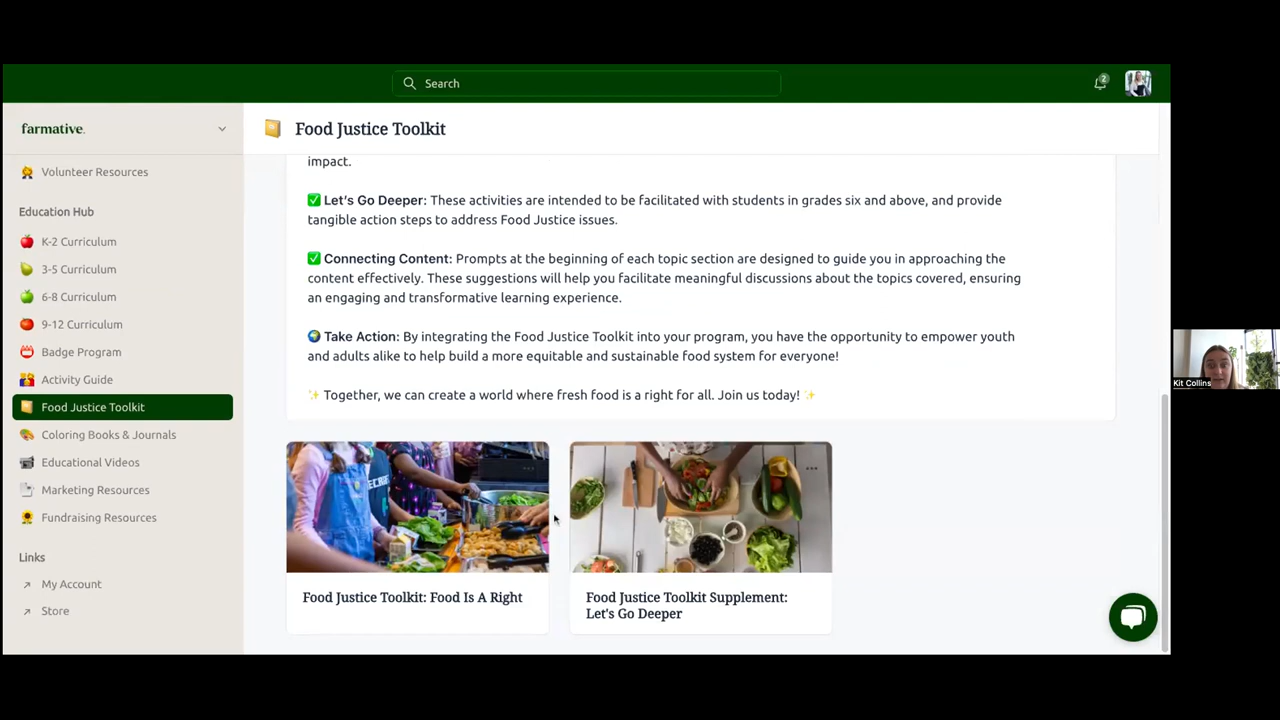 Search
2
farmative.
Food Justice Toolkit
Volunteer Resources
Education Hub
K-2 Curriculum
3-5 Curriculum
6-8 Curriculum
9-12 Curriculum
Badge Program
Activity Guide
Food Justice Toolkit
Coloring Books & Journals
Educational Videos
Marketing Resources
Fundraising Resources
Links
My Account
Store
impact.
Let's Go Deeper: These activities are intended to be facilitated with students in grades six and above, and provide
tangible action steps to address Food Justice issues.
Connecting Content: Prompts at the beginning of each topic section are designed to guide you in approaching the
content effectively. These suggestions will help you facilitate meaningful discussions about the topics covered, ensuring
an engaging and transformative learning experience.
Take Action: By integrating the Food Justice Toolkit into your program, you have the opportunity to empower youth
and adults alike to help build a more equitable and sustainable food system for everyone!
Together, we can create a world where fresh food is a right for all. Join us today!
Food Justice Toolkit: Food Is A Right
Food Justice Toolkit Supplement:
Let's Go Deeper
Kit Collins